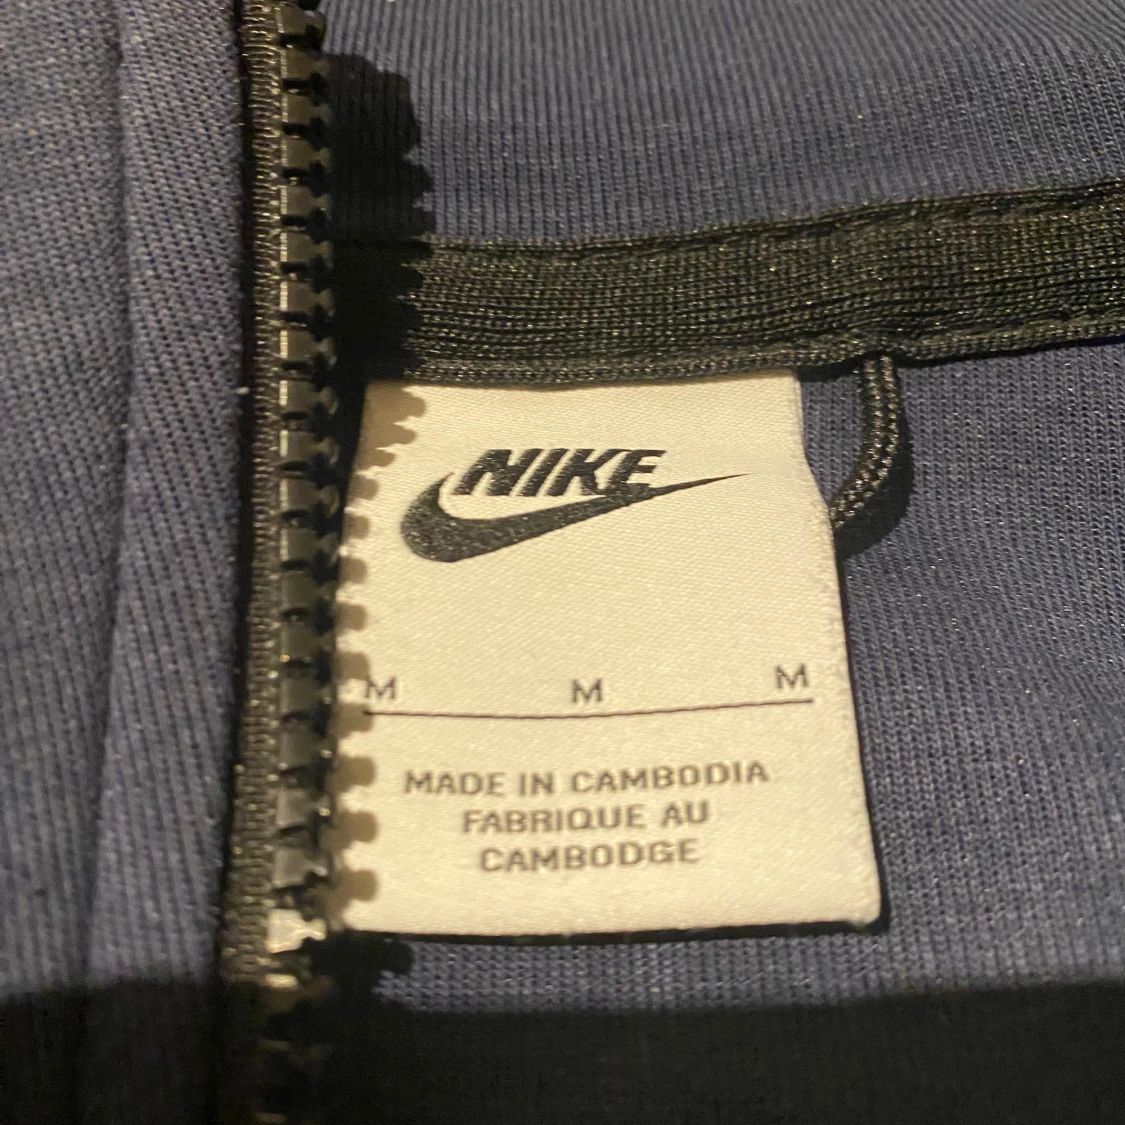 NIKE
M M M
MADE IN CAMBODIA
FABRIQUE AU
CAMBODGE